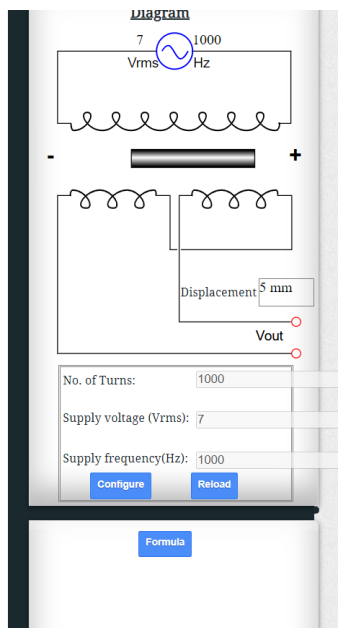 Diagram
7 1000
Vrms Hz
- +
Displacement 5 mm
Vout
No. of Turns: 1000
Supply voltage (Vrms): 7
Supply frequency(Hz): 1000
Configure Reload
Formula